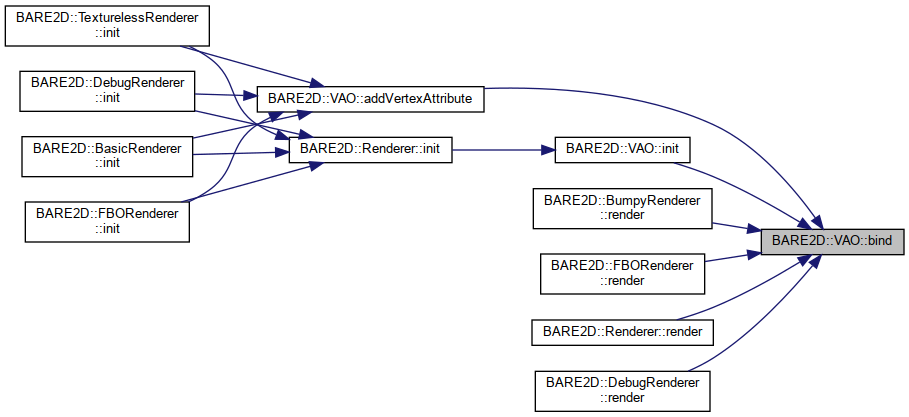 BARE2D::TexturelessRenderer
::init
BARE2D::DebugRenderer
::init
BARE2D::BasicRenderer
::init
BARE2D::FBORenderer
::init
BARE2D::VAO::addVertexAttribute
BARE2D::Renderer::init
BARE2D::VAO::init
BARE2D::BumpyRenderer
::render
BARE2D::FBORenderer
::render
BARE2D::Renderer::render
BARE2D::DebugRenderer
::render
BARE2D::VAO::bind